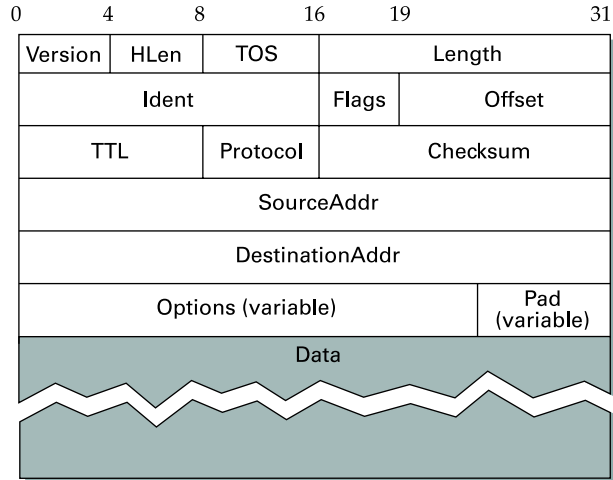 0 4 8 16 19 31
Version HLen TOS Length
Ident Flags Offset
TTL Protocol Checksum
SourceAddr
DestinationAddr
Options (variable) Pad
(variable)
Data